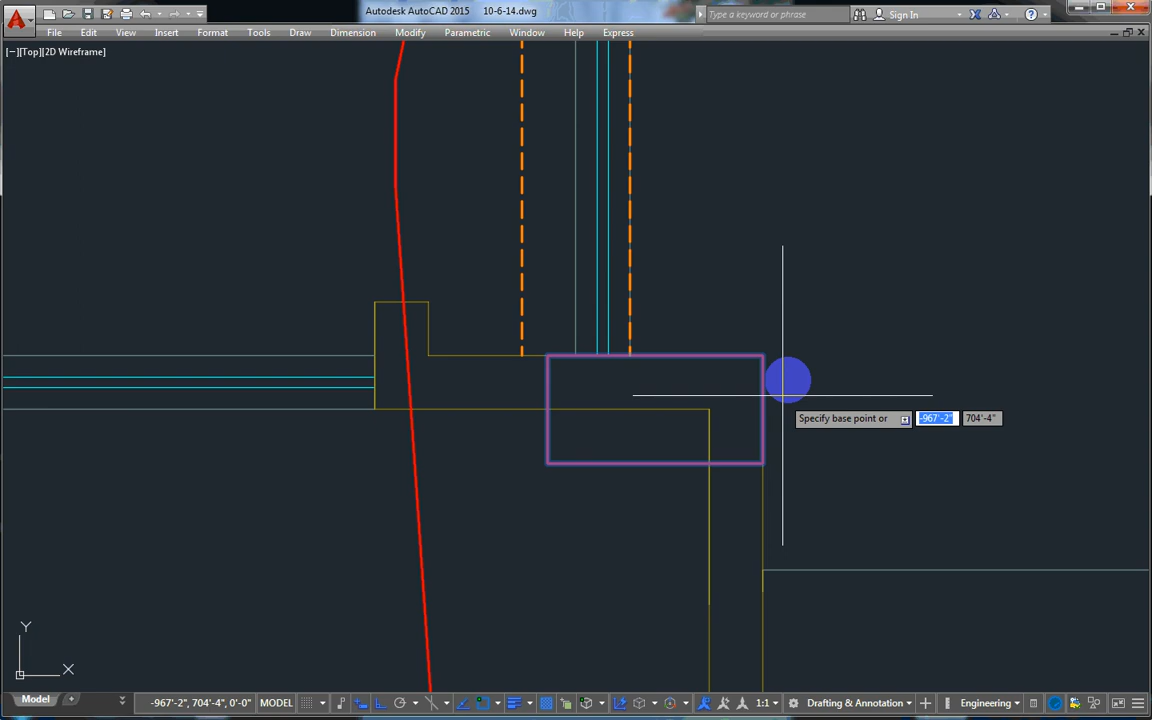 Autodesk AutoCAD 2015 10-6-14.dwg
Type a keyword or phrase
Sign In
File Edit View Insert Format Tools Draw Dimension Modify Parametric Window Help Express
[−][Top][2D Wireframe]
Specify base point or -967'-2" 704'-4"
Y
X
Model
-967'-2", 704'-4", 0'-0" MODEL 1:1 Drafting & Annotation Engineering